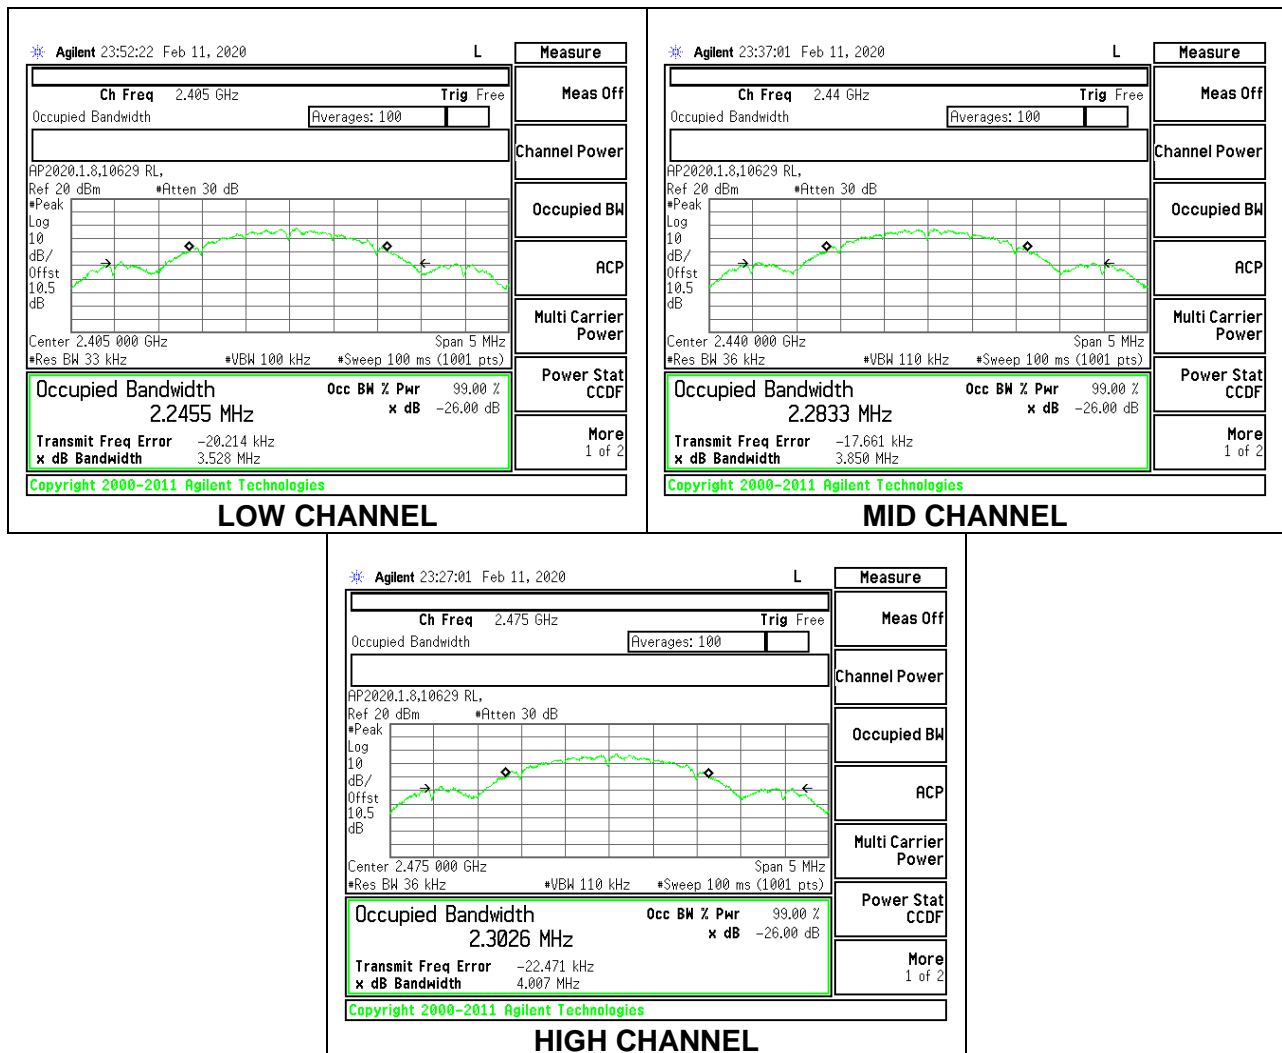 Agilent 23:52:22 Feb 11, 2020 L Measure
Ch Freq 2.405 GHz Trig Free
Occupied Bandwidth Averages: 100
AP2020.1.8,10629 RL,
Ref 20 dBm #Atten 30 dB
#Peak
Log
10
dB/
Offst
10.5
dB
Center 2.405 000 GHz Span 5 MHz
#Res BW 33 kHz #VBW 100 kHz #Sweep 100 ms (1001 pts)
Occupied Bandwidth Occ BW % Pwr 99.00 %
2.2455 MHz x dB -26.00 dB
Transmit Freq Error -20.214 kHz
x dB Bandwidth 3.528 MHz
Copyright 2000-2011 Agilent Technologies
Meas Off
Channel Power
Occupied BW
ACP
Multi Carrier
Power
Power Stat
CCDF
More
1 of 2
LOW CHANNEL
Agilent 23:37:01 Feb 11, 2020 L Measure
Ch Freq 2.44 GHz Trig Free
Occupied Bandwidth Averages: 100
AP2020.1.8,10629 RL,
Ref 20 dBm #Atten 30 dB
#Peak
Log
10
dB/
Offst
10.5
dB
Center 2.440 000 GHz Span 5 MHz
#Res BW 36 kHz #VBW 110 kHz #Sweep 100 ms (1001 pts)
Occupied Bandwidth Occ BW % Pwr 99.00 %
2.2833 MHz x dB -26.00 dB
Transmit Freq Error -17.661 kHz
x dB Bandwidth 3.850 MHz
Copyright 2000-2011 Agilent Technologies
Meas Off
Channel Power
Occupied BW
ACP
Multi Carrier
Power
Power Stat
CCDF
More
1 of 2
MID CHANNEL
Agilent 23:27:01 Feb 11, 2020 L Measure
Ch Freq 2.475 GHz Trig Free
Occupied Bandwidth Averages: 100
AP2020.1.8,10629 RL,
Ref 20 dBm #Atten 30 dB
#Peak
Log
10
dB/
Offst
10.5
dB
Center 2.475 000 GHz Span 5 MHz
#Res BW 36 kHz #VBW 110 kHz #Sweep 100 ms (1001 pts)
Occupied Bandwidth Occ BW % Pwr 99.00 %
2.3026 MHz x dB -26.00 dB
Transmit Freq Error -22.471 kHz
x dB Bandwidth 4.007 MHz
Copyright 2000-2011 Agilent Technologies
Meas Off
Channel Power
Occupied BW
ACP
Multi Carrier
Power
Power Stat
CCDF
More
1 of 2
HIGH CHANNEL